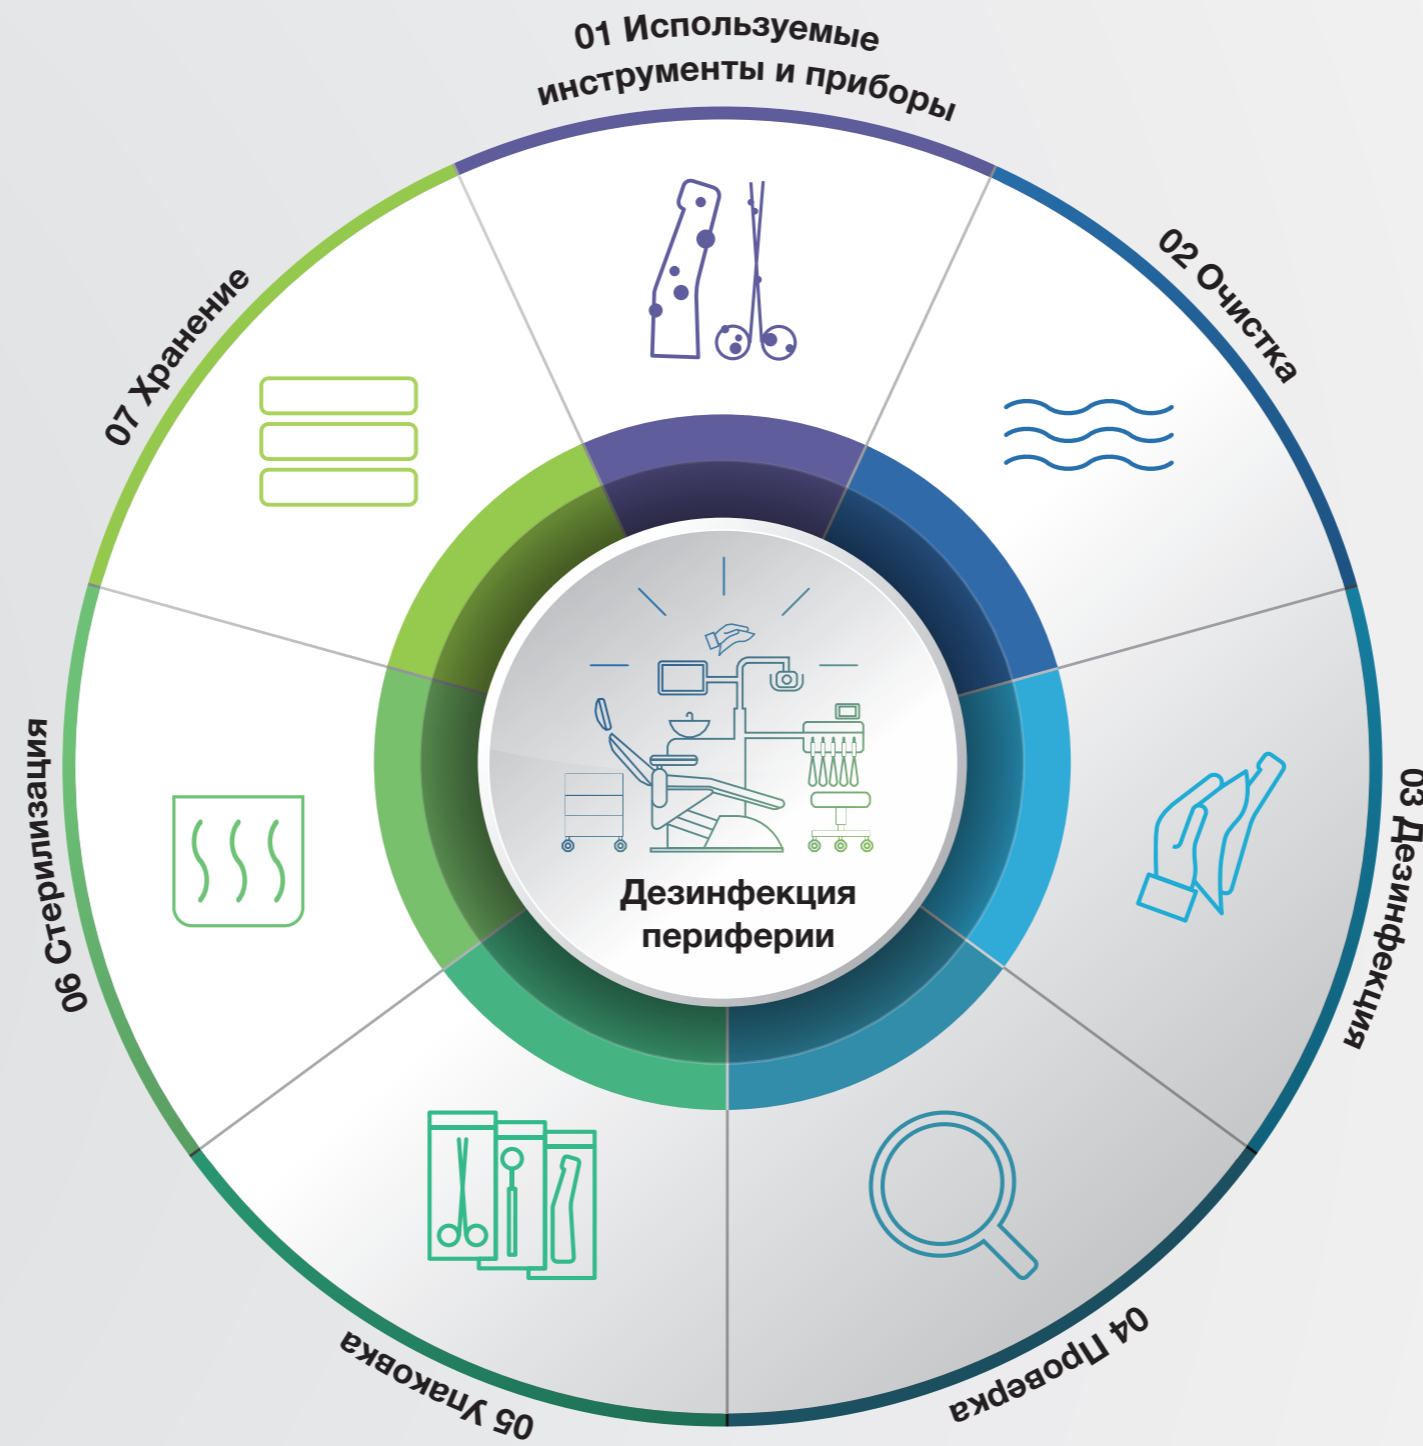 01 Используемые
инструменты и приборы
02 Очистка
03 Дезинфекция
04 Проверка
05 Упаковка
06 Стерилизация
07 Хранение
Дезинфекция
периферии